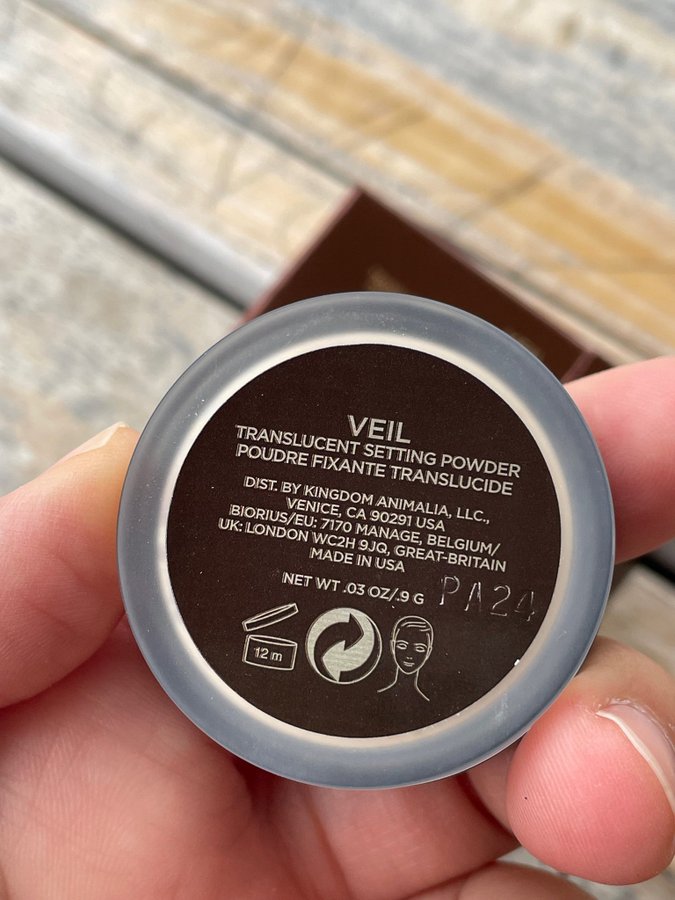 VEIL
TRANSLUCENT SETTING POWDER
POUDRE FIXANTE TRANSLUCIDE
DIST. BY KINGDOM ANIMALIA, LLC.,
VENICE, CA 90291 USA
BIORIUS/EU: 7170 MANAGE, BELGIUM/
UK: LONDON WC2H 9JQ, GREAT-BRITAIN
MADE IN USA
NET WT .03 OZ/.9 G
PA24
12 m